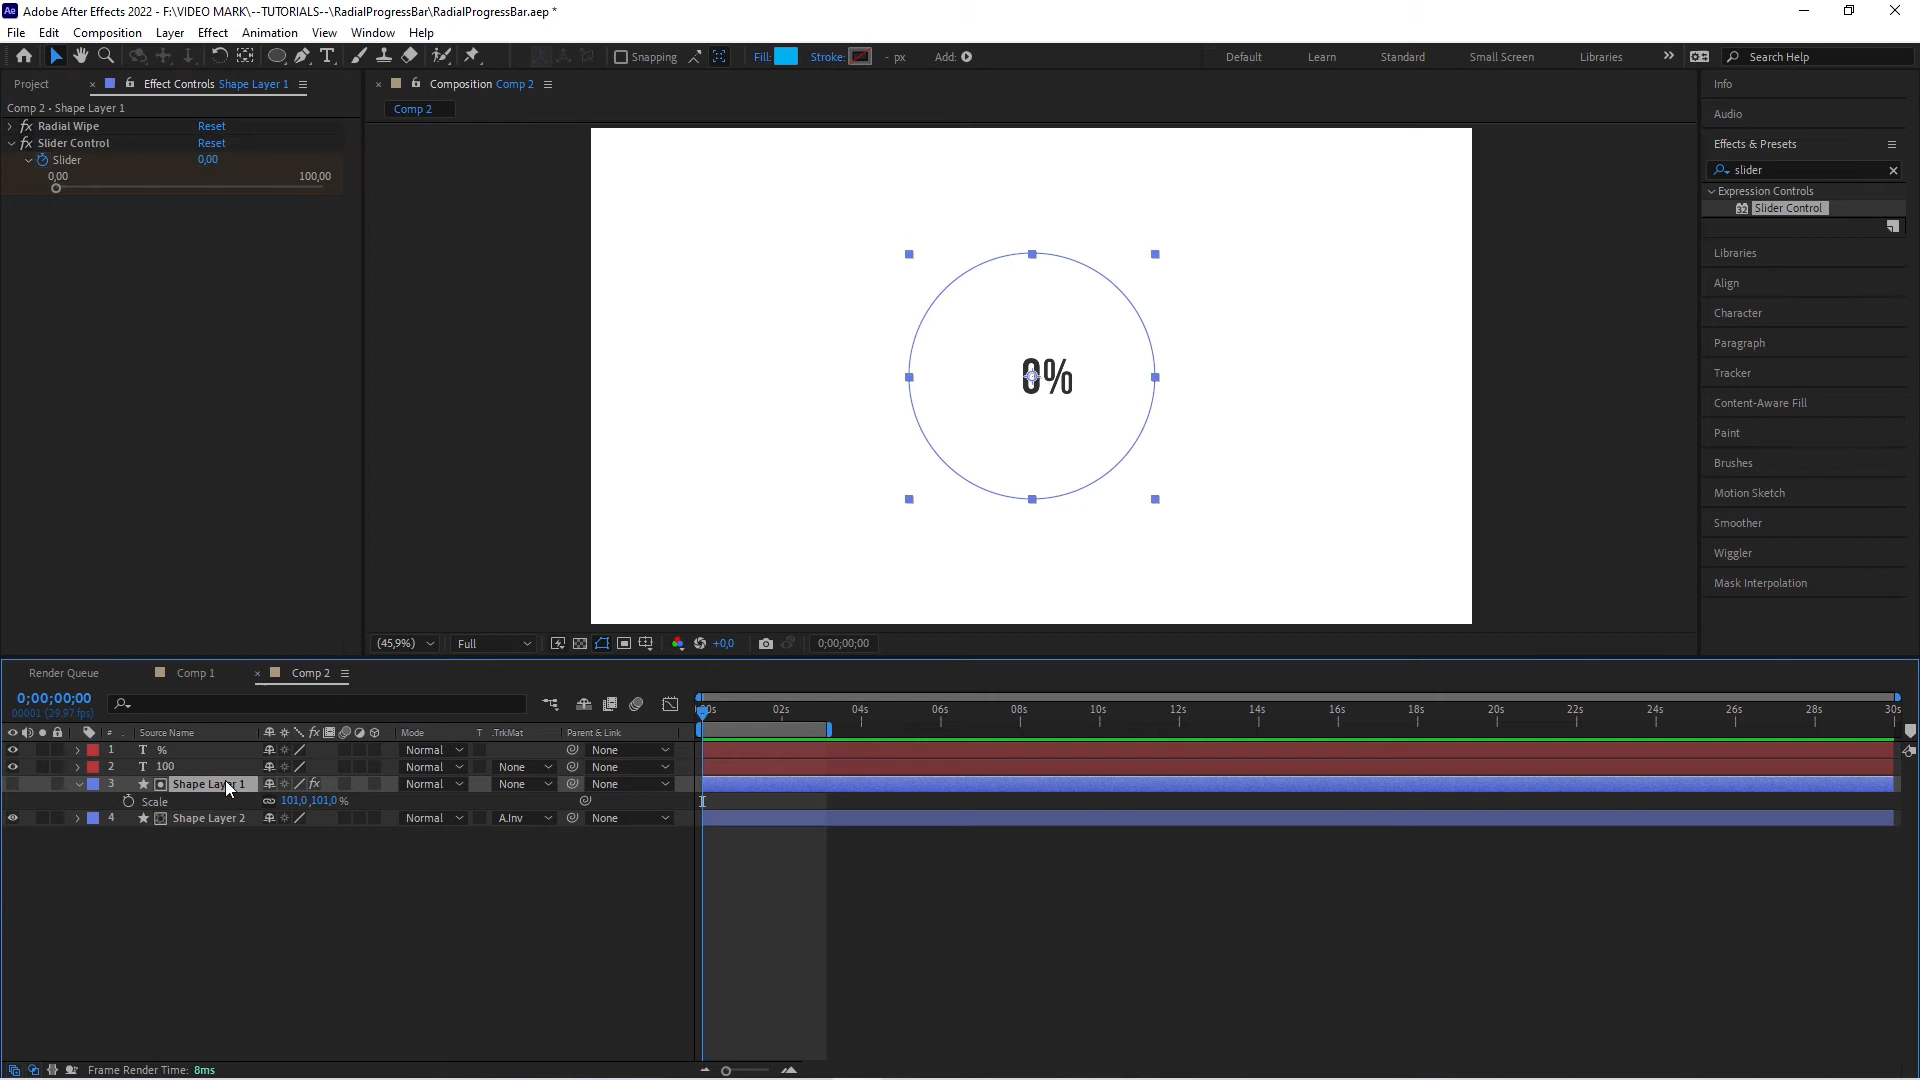 Adobe After Effects 2022 - F:\VIDEO MARK\--TUTORIALS--\RadialProgressBar\RadialProgressBar.aep *
File Edit Composition Layer Effect Animation View Window Help
Snapping Fill: Stroke: - px Add: Default Learn Standard Small Screen Libraries Search Help
Project Effect Controls Shape Layer 1 Composition Comp 2 Info
Comp 2 • Shape Layer 1 Comp 2 Audio
Radial Wipe Reset
Slider Control Reset Effects & Presets
Slider 0,00 slider
0,00 100,00 Expression Controls
Slider Control
Libraries
Align
Character
Paragraph
0%
Tracker
Content-Aware Fill
Paint
Brushes
Motion Sketch
Smoother
Wiggler
Mask Interpolation
(45,9%) Full +0,0 0;00;00;00
Render Queue Comp 1 Comp 2
0;00;00;00
00001 (29.97 fps)
:00s 02s 04s 06s 08s 10s 12s 14s 16s 18s 20s 22s 24s 26s 28s 30s
# . Source Name Mode T .TrkMat Parent & Link
1 T % Normal None
2 T 100 Normal None None
3 Shape Layer 1 Normal None None
Scale 101,0,101,0 %
4 Shape Layer 2 Normal A.Inv None
Frame Render Time: 8ms